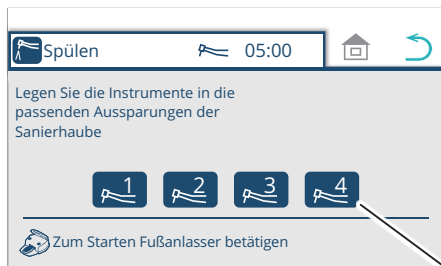 Spülen 05:00
Legen Sie die Instrumente in die
passenden Aussparungen der
Sanierhaube
1 2 3 4
Zum Starten Fußanlasser betätigen